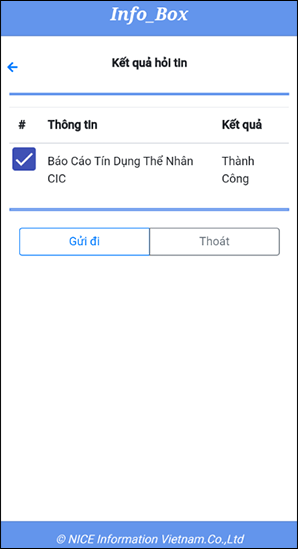 Info_Box
Kết quả hỏi tin
# Thông tin Kết quả
Báo Cáo Tín Dụng Thể Nhân Thành
CIC Công
Gửi đi Thoát
© NICE Information Vietnam.Co.,Ltd